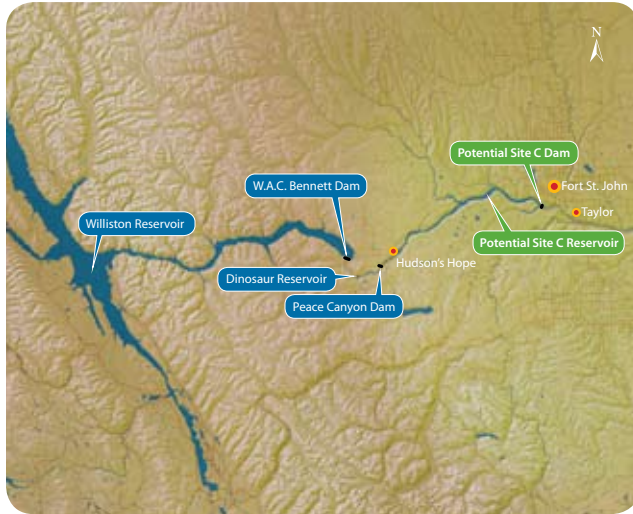 N
Potential Site C Dam
W.A.C. Bennett Dam
Fort St. John
Williston Reservoir
Taylor
Potential Site C Reservoir
Hudson's Hope
Dinosaur Reservoir
Peace Canyon Dam